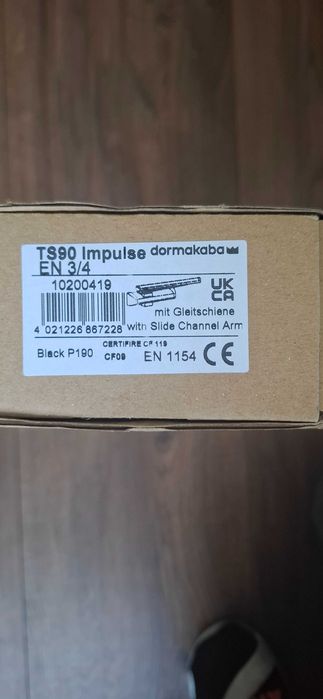 TS90 Impulse dormakaba
EN 3/4
10200419
UK
CA
mit Gleitschiene
4 021226 867228 with Slide Channel Arm
CERTIFIRE CF 119
Black P190 CF09 EN 1154 CE